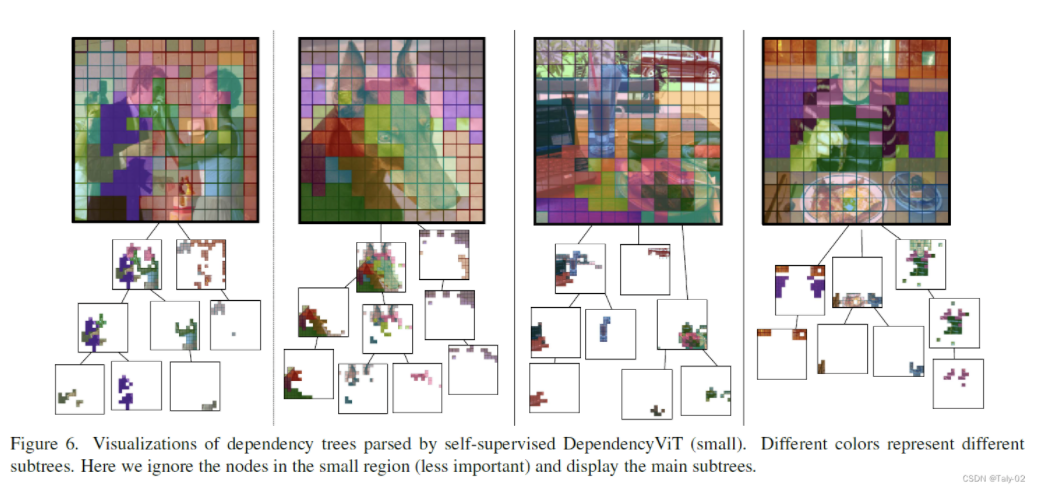 Figure 6. Visualizations of dependency trees parsed by self-supervised DependencyViT (small). Different colors represent different
subtrees. Here we ignore the nodes in the small region (less important) and display the main subtrees.
CSDN @Taly-02